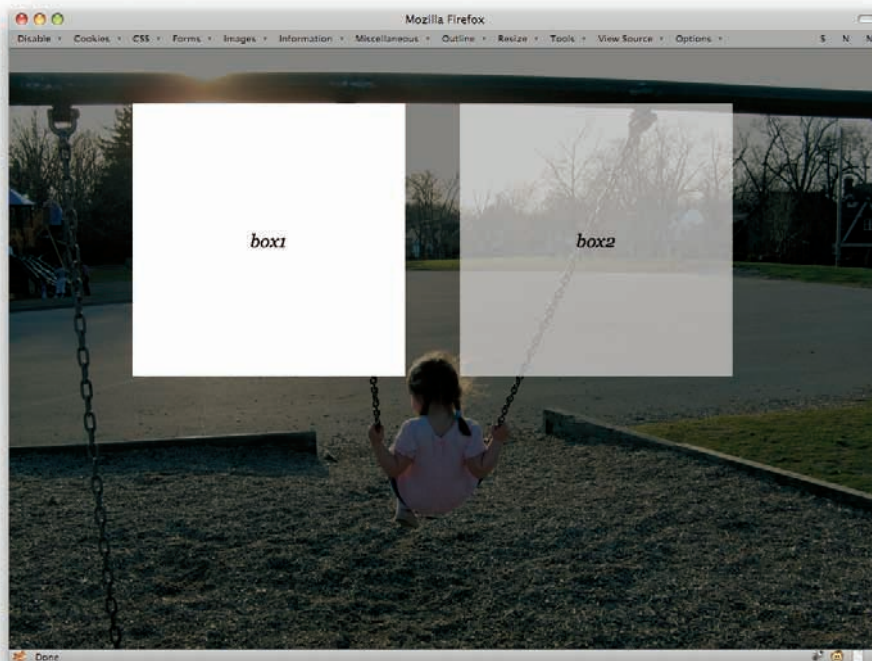 Mozilla Firefox
Disable Cookies CSS Forms Images Information Miscellaneous Outline Resize Tools View Source Options S N N
box1 box2
Done